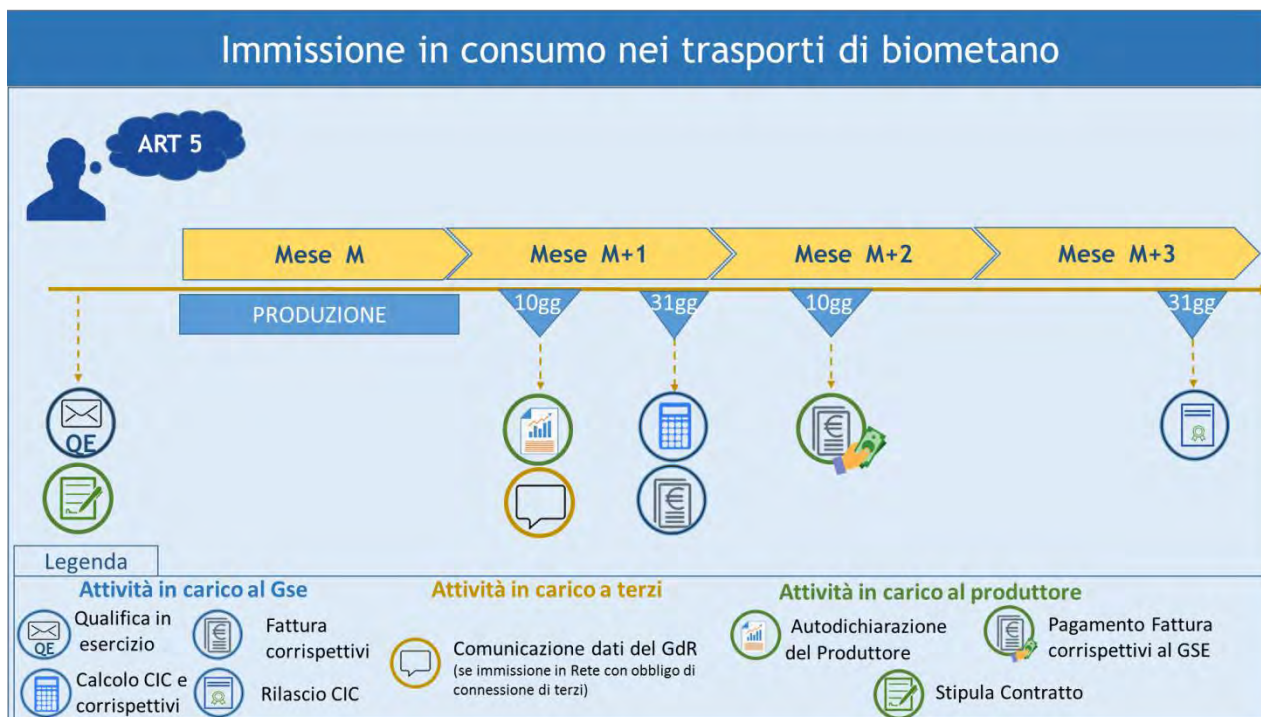 Immissione in consumo nei trasporti di biometano
ART 5
Mese M
Mese M+1
Mese M+2
Mese M+3
PRODUZIONE
10gg
31gg
10gg
31gg
QE
Legenda
Attività in carico al Gse
QE
Qualifica in
esercizio
Fattura
corrispettivi
Calcolo CIC e
corrispettivi
Rilascio CIC
Attività in carico a terzi
Comunicazione dati del GdR
(se immissione in Rete con obbligo di
connessione di terzi)
Attività in carico al produttore
Autodichiarazione
del Produttore
Pagamento Fattura
corrispettivi al GSE
Stipula Contratto